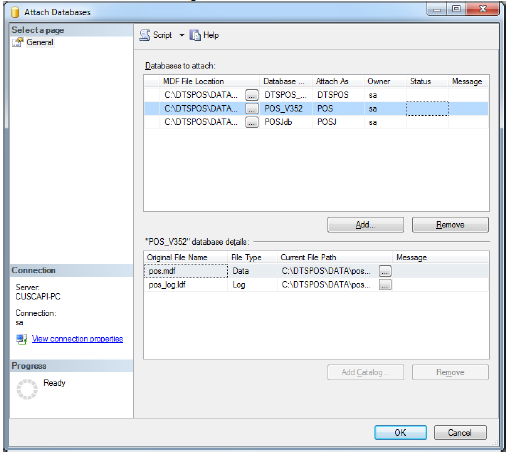 Attach Databases
Select a page
General
Script Help
Databases to attach:
MDF File Location Database ... Attach As Owner Status Message
C:\DTSPOS\DATA... ... DTSPOS_... DTSPOS sa
C:\DTSPOS\DATA... ... POS_V352 POS sa
C:\DTSPOS\DATA... ... POSJdb POSJ sa
Add... Remove
"POS_V352" database details:
Original File Name File Type Current File Path Message
pos.mdf Data C:\DTSPOS\DATA\pos... ...
pos_log.ldf Log C:\DTSPOS\DATA\pos... ...
Connection
Server:
CUSCAPI-PC
Connection:
sa
View connection properties
Progress
Ready
Add Catalog... Remove
OK Cancel